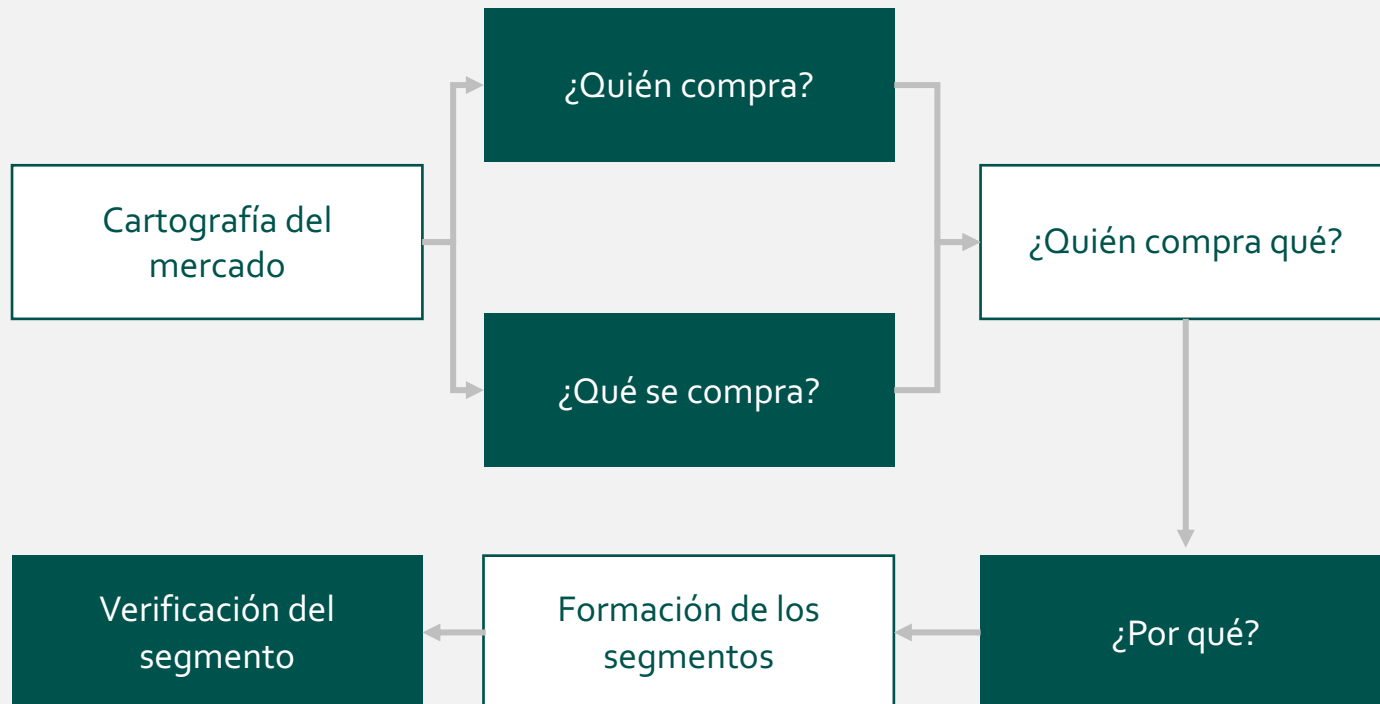 ¿Quién compra?
Cartografía del
mercado
¿Quién compra qué?
¿Qué se compra?
Verificación del
segmento
Formación de los
segmentos
¿Por qué?